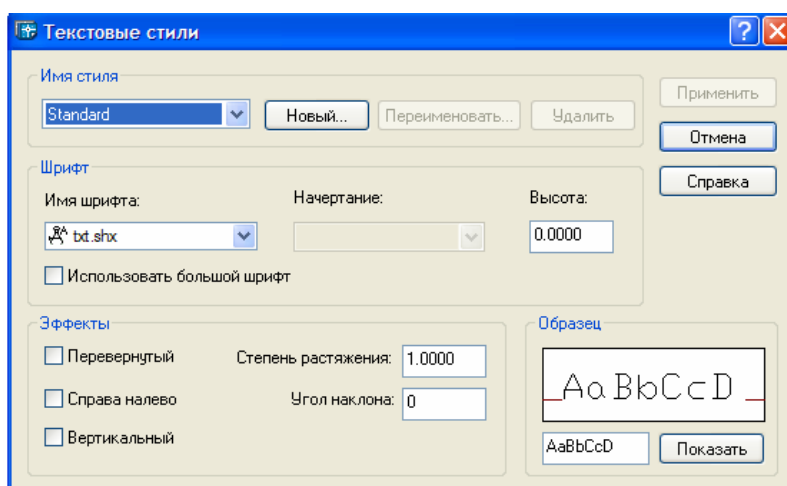 Текстовые стили
Имя стиля
Standard
Новый...
Переименовать...
Удалить
Применить
Отмена
Справка
Шрифт
Имя шрифта:
Начертание:
Высота:
txt.shx
0.0000
Использовать большой шрифт
Эффекты
Перевернутый
Степень растяжения:
1.0000
Справа налево
Угол наклона:
0
Вертикальный
Образец
AaBbCcD
AaBbCcD
Показать